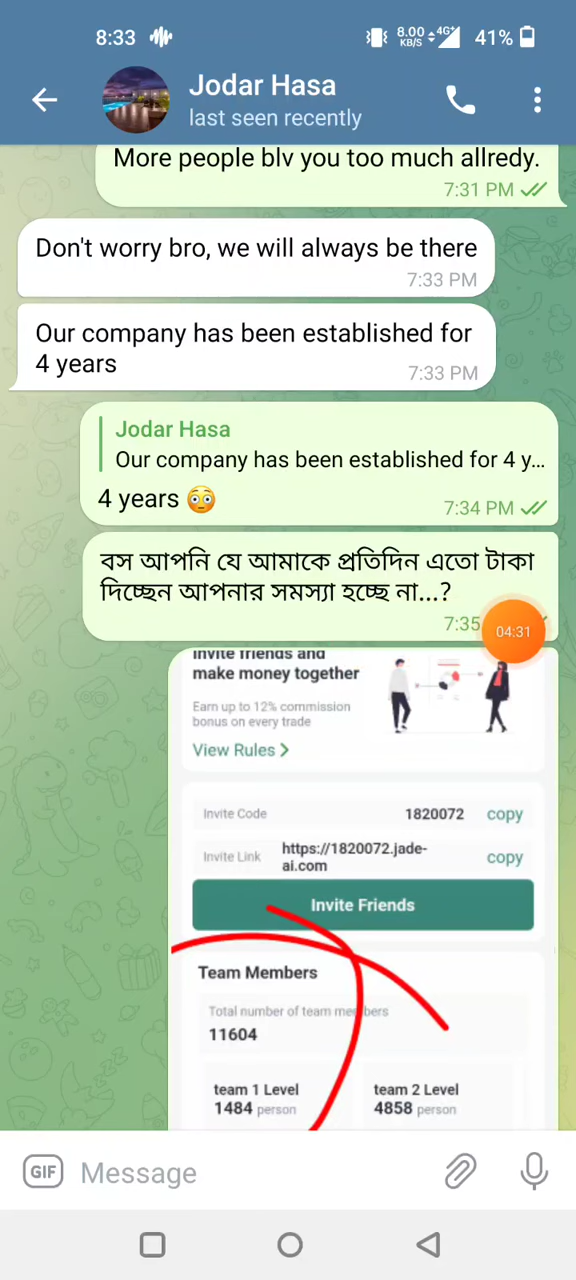 8:33
8.00 KB/S 4G+ 41%
Jodar Hasa
last seen recently
More people blv you too much allredy.
7:31 PM
Don't worry bro, we will always be there
7:33 PM
Our company has been established for
4 years
7:33 PM
Jodar Hasa
Our company has been established for 4 y...
4 years 😳
7:34 PM
বস আপনি যে আমাকে প্রতিদিন এতো টাকা
দিচ্ছেন আপনার সমস্যা হচ্ছে না...?
7:35
04:31
invite friends and
make money together
Earn up to 12% commission
bonus on every trade
View Rules >
Invite Code 1820072 copy
Invite Link https://1820072.jade-
ai.com copy
Invite Friends
Team Members
Total number of team members
11604
team 1 Level team 2 Level
1484 person 4858 person
GIF Message